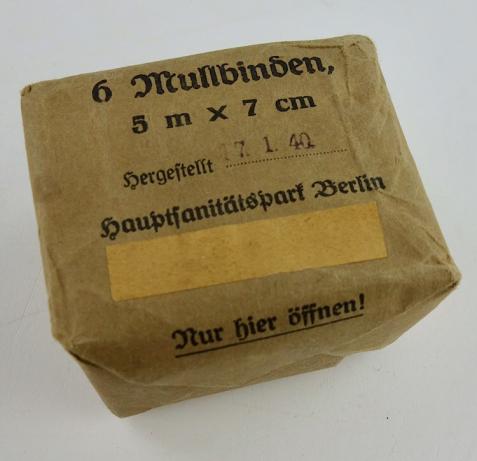 6 Mullbinden,
5 m x 7 cm
Hergestellt 17. 1. 40
Hauptsanitätspark Berlin
Nur hier öffnen!